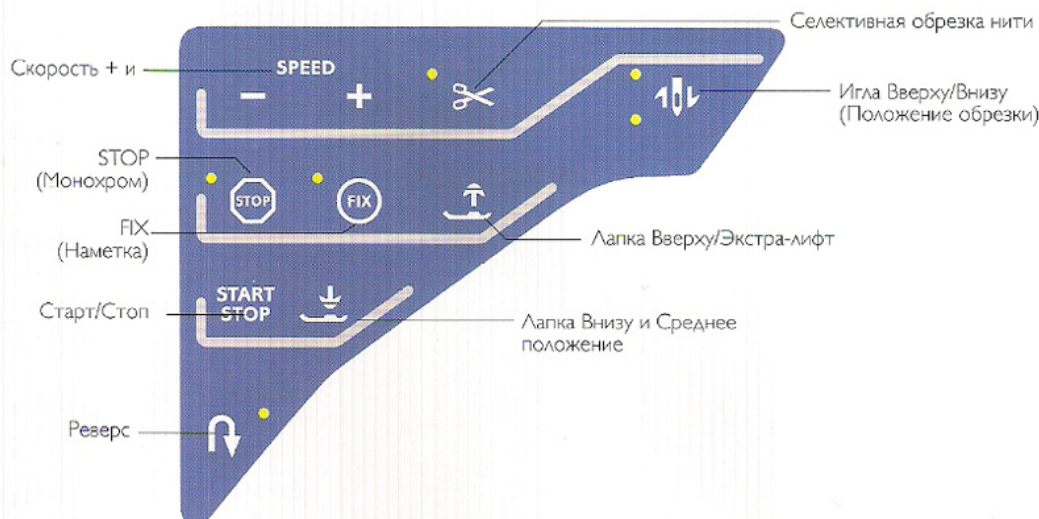 Селективная обрезка нити
Скорость + и
SPEED
− +
Игла Вверху/Внизу
(Положение обрезки)
STOP
(Монохром)
STOP
FIX
FIX
(Наметка)
Лапка Вверху/Экстра-лифт
Старт/Стоп
START
STOP
Лапка Внизу и Среднее
положение
Реверс